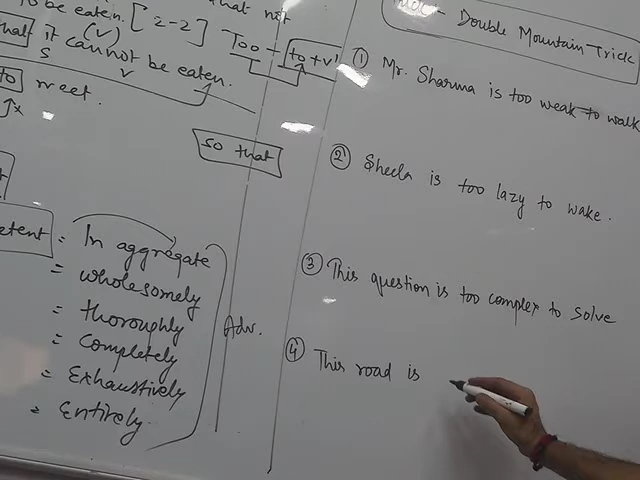 to be eaten. [2-2]
that not
that it cannot be eaten.
(V)
S
V
to meet.
x
Too - to + V'
so that
= In aggregate
= wholesomely
= thoroughly
= Completely
= Exhaustively
= Entirely
Adv.
- Double Mountain Trick
① Mr. Sharma is too weak to walk
② Sheela is too lazy to wake.
③ This question is too complex to solve
④ This road is